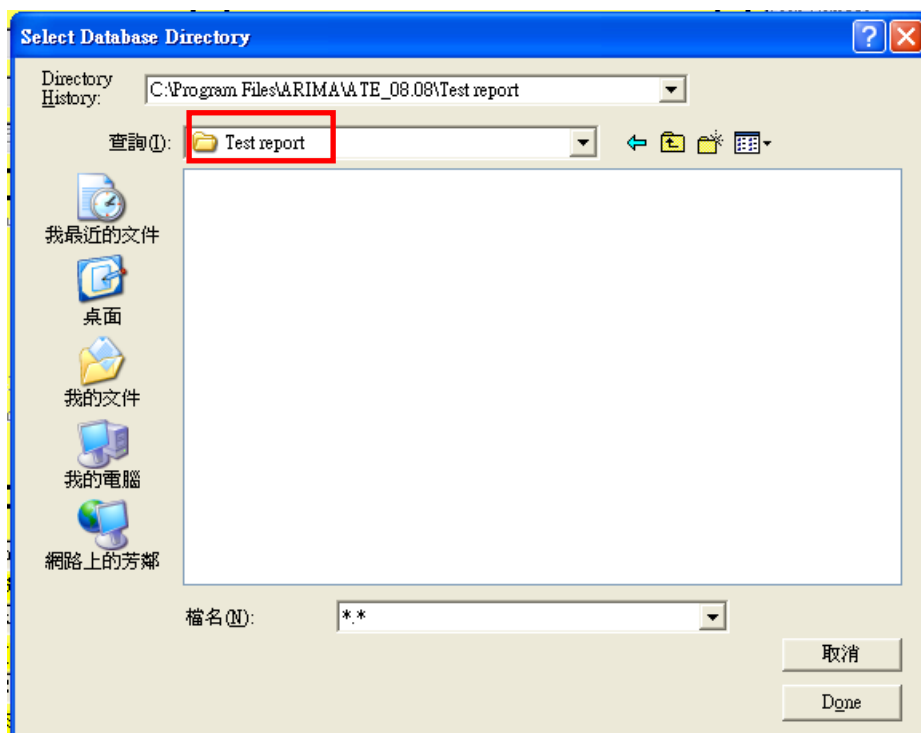 Select Database Directory
Directory
History:
C:\Program Files\ARIMA\ATE_08.08\Test report
查詢(I):
Test report
我最近的文件
桌面
我的文件
我的電腦
網路上的芳鄰
檔名(N):
*.*
取消
Done